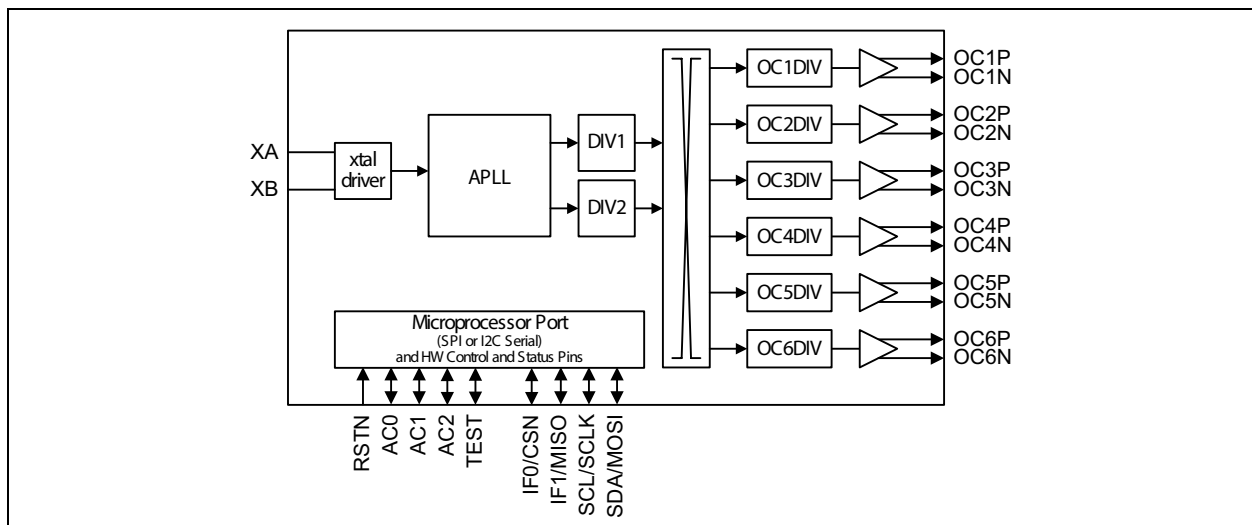 XA
XB
xtal
driver
APLL
DIV1
DIV2
OC1DIV
OC2DIV
OC3DIV
OC4DIV
OC5DIV
OC6DIV
OC1P
OC1N
OC2P
OC2N
OC3P
OC3N
OC4P
OC4N
OC5P
OC5N
OC6P
OC6N
Microprocessor Port
(SPI or I2C Serial)
and HW Control and Status Pins
RSTN
AC0
AC1
AC2
TEST
IF0/CSN
IF1/MISO
SCL/SCLK
SDA/MOSI